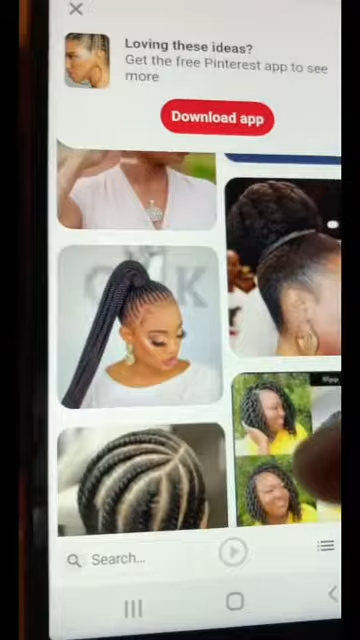 Loving these ideas?
Get the free Pinterest app to see
more
Download app
Search...